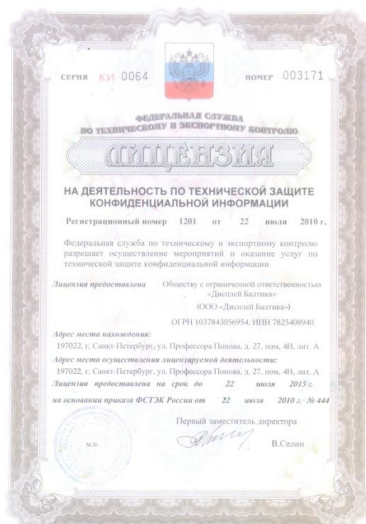 СЕРИЯ КИ 0064 НОМЕР 003171
ФЕДЕРАЛЬНАЯ СЛУЖБА
ПО ТЕХНИЧЕСКОМУ И ЭКСПОРТНОМУ КОНТРОЛЮ
ЛИЦЕНЗИЯ
НА ДЕЯТЕЛЬНОСТЬ ПО ТЕХНИЧЕСКОЙ ЗАЩИТЕ
КОНФИДЕНЦИАЛЬНОЙ ИНФОРМАЦИИ
Регистрационный номер 1201 от 22 июля 2010 г.
Федеральная служба по техническому и экспортному контролю
разрешает осуществление мероприятий и оказание услуг по
технической защите конфиденциальной информации
Лицензия предоставлена Обществу с ограниченной ответственностью
«Дисплей Балтика»
(ООО «Дисплей Балтика»)
ОГРН 1037843056954, ИНН 7825408940
Адрес места нахождения:
197022, г. Санкт-Петербург, ул. Профессора Попова, д. 27, пом. 4Н, лит. А
Адрес места осуществления лицензируемой деятельности:
197022, г. Санкт-Петербург, ул. Профессора Попова, д. 27, пом. 4Н, лит. А
Лицензия предоставлена на срок до 22 июля 2015 г.
на основании приказа ФСТЭК России от 22 июля 2010 г. № 444
Первый заместитель директора
м.п. В.Селин